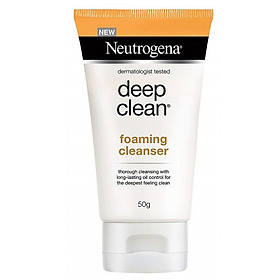 NEW
Neutrogena®
dermatologist tested
deep
clean®
foaming
cleanser
thorough cleansing with
long-lasting oil control for
the deepest feeling clean
50g